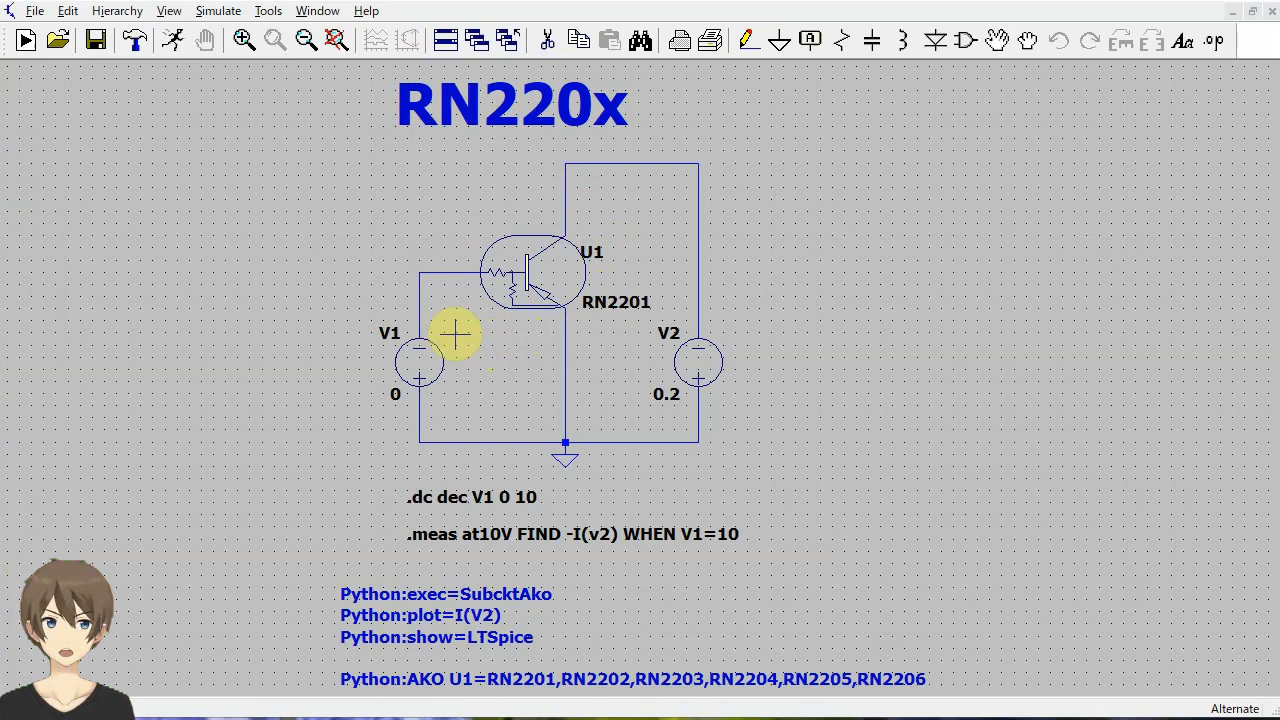 File Edit Hierarchy View Simulate Tools Window Help
RN220x
U1
RN2201
V1
V2
0
0.2
.dc dec V1 0 10
.meas at10V FIND -I(v2) WHEN V1=10
Python:exec=SubcktAko
Python:plot=I(V2)
Python:show=LTSpice
Python:AKO U1=RN2201,RN2202,RN2203,RN2204,RN2205,RN2206
Alternate